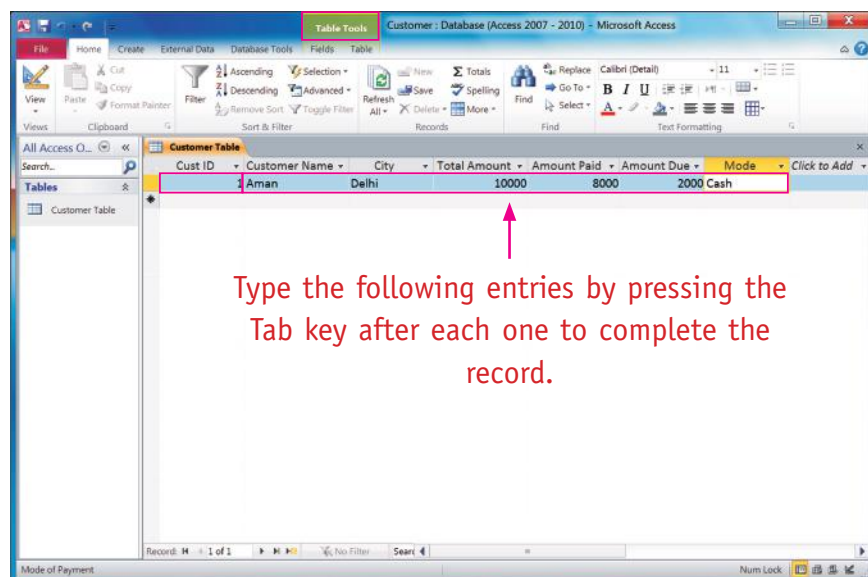 Table Tools
Customer : Database (Access 2007 - 2010) - Microsoft Access
File Home Create External Data Database Tools Fields Table
View
Views
Paste
Cut
Copy
Format Painter
Clipboard
Filter
Ascending
Descending
Remove Sort
Selection
Advanced
Toggle Filter
Sort & Filter
Refresh All
New
Save
Delete
Totals
Spelling
More
Records
Find
Replace
Go To
Select
Find
Calibri (Detail) 11
B I U
A
Text Formatting
All Access O...
Search...
Tables
Customer Table
Customer Table
Cust ID Customer Name City Total Amount Amount Paid Amount Due Mode Click to Add
1 Aman Delhi 10000 8000 2000 Cash
Type the following entries by pressing the
Tab key after each one to complete the
record.
Record: 1 of 1 No Filter Sear
Mode of Payment Num Lock